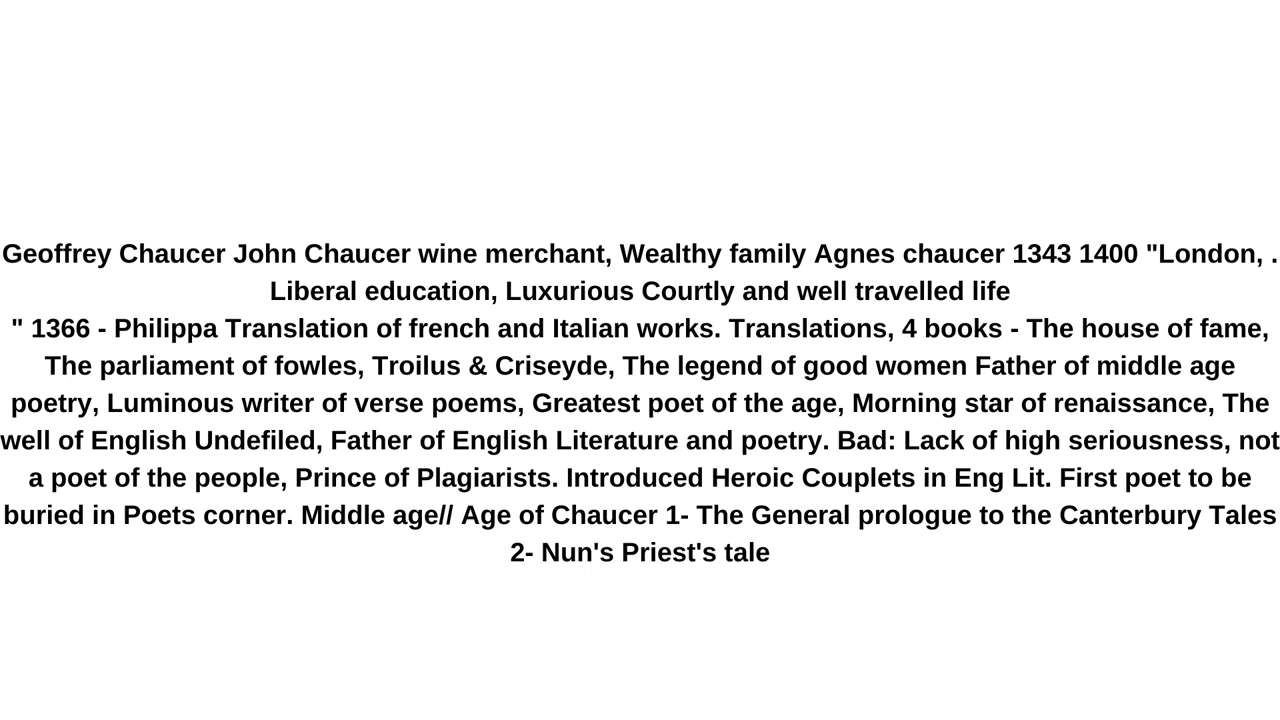 Geoffrey Chaucer John Chaucer wine merchant, Wealthy family Agnes chaucer 1343 1400 "London, .
Liberal education, Luxurious Courtly and well travelled life
" 1366 - Philippa Translation of french and Italian works. Translations, 4 books - The house of fame,
The parliament of fowles, Troilus & Criseyde, The legend of good women Father of middle age
poetry, Luminous writer of verse poems, Greatest poet of the age, Morning star of renaissance, The
well of English Undefiled, Father of English Literature and poetry. Bad: Lack of high seriousness, not
a poet of the people, Prince of Plagiarists. Introduced Heroic Couplets in Eng Lit. First poet to be
buried in Poets corner. Middle age// Age of Chaucer 1- The General prologue to the Canterbury Tales
2- Nun's Priest's tale